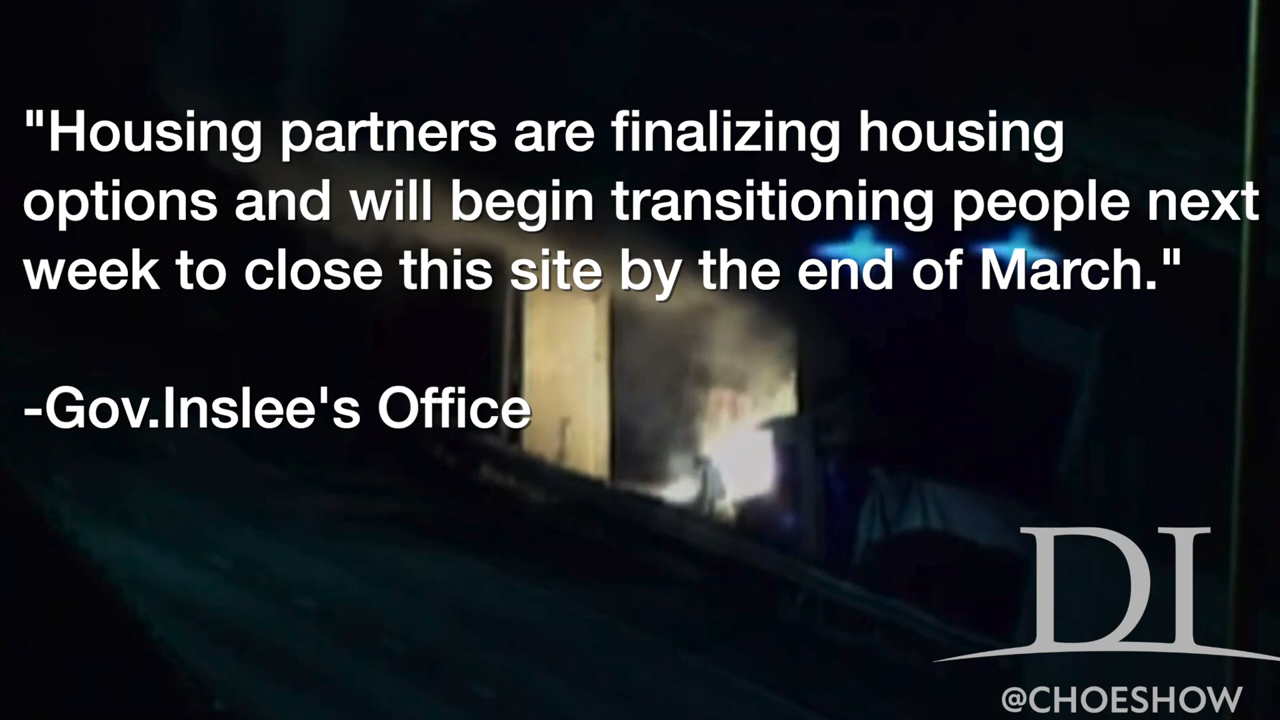 "Housing partners are finalizing housing
options and will begin transitioning people next
week to close this site by the end of March."
-Gov.Inslee's Office
DI
@CHOESHOW